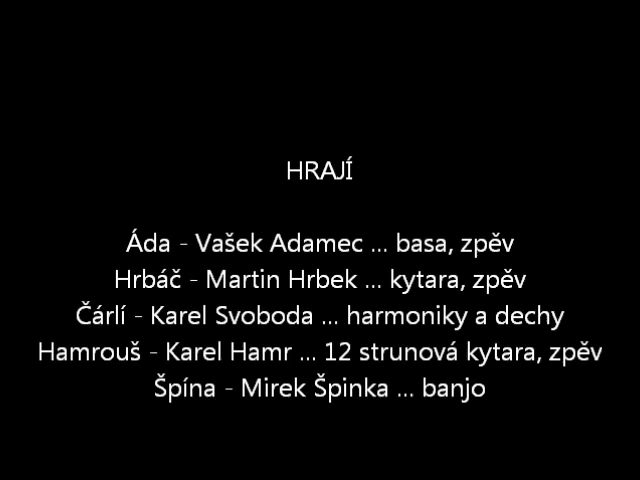 HRAJÍ
Áda - Vašek Adamec ... basa, zpěv
Hrbáč - Martin Hrbek ... kytara, zpěv
Čárlí - Karel Svoboda ... harmoniky a dechy
Hamrouš - Karel Hamr ... 12 strunová kytara, zpěv
Špína - Mirek Špinka ... banjo